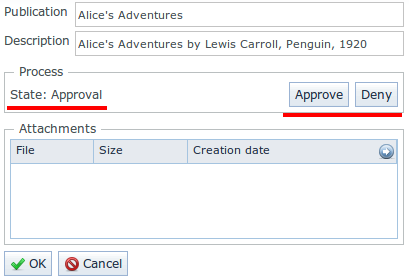 Publication Alice's Adventures
Description Alice's Adventures by Lewis Carroll, Penguin, 1920
Process
State: Approval Approve Deny
Attachments
File Size Creation date
OK Cancel